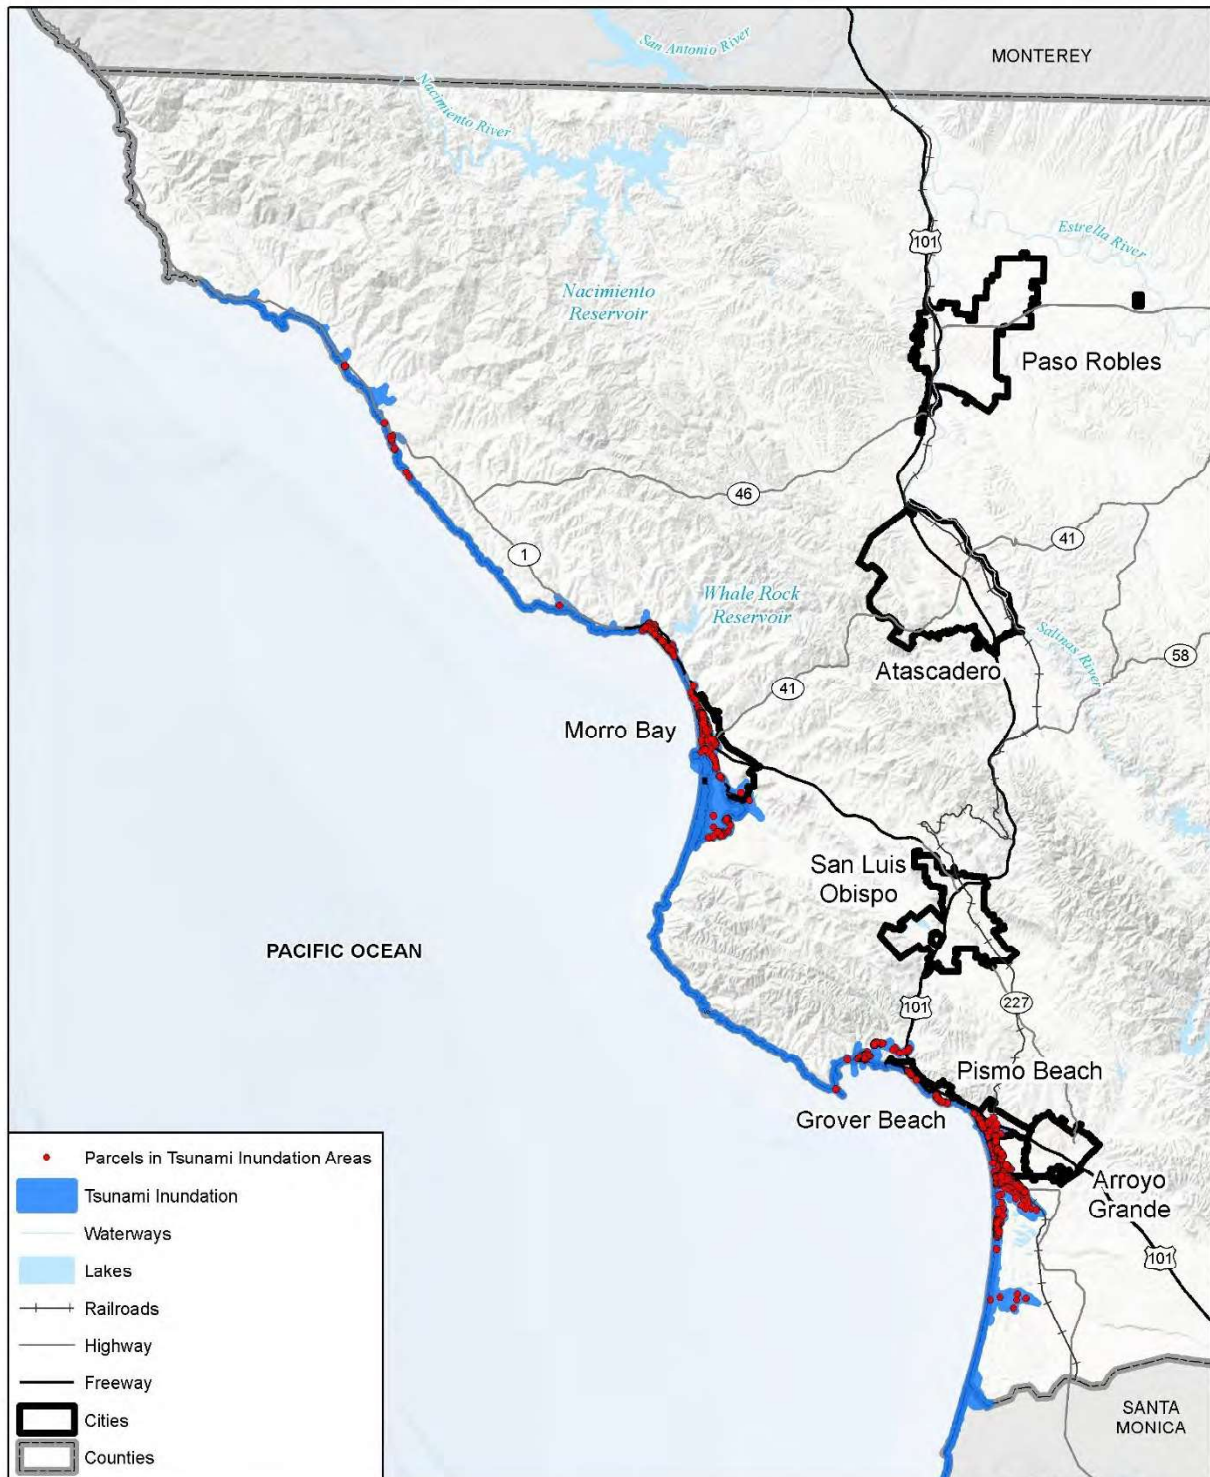 San Antonio River
MONTEREY
Nacimiento
River
101
Estrella River
Nacimiento
Reservoir
Paso Robles
46
41
1
Whale Rock
Reservoir
Salinas River
58
Atascadero
41
Morro Bay
San Luis
Obispo
PACIFIC OCEAN
101
227
Pismo Beach
Grover Beach
Arroyo
Grande
101
SANTA
MONICA
Parcels in Tsunami Inundation Areas
Tsunami Inundation
Waterways
Lakes
Railroads
Highway
Freeway
Cities
Counties